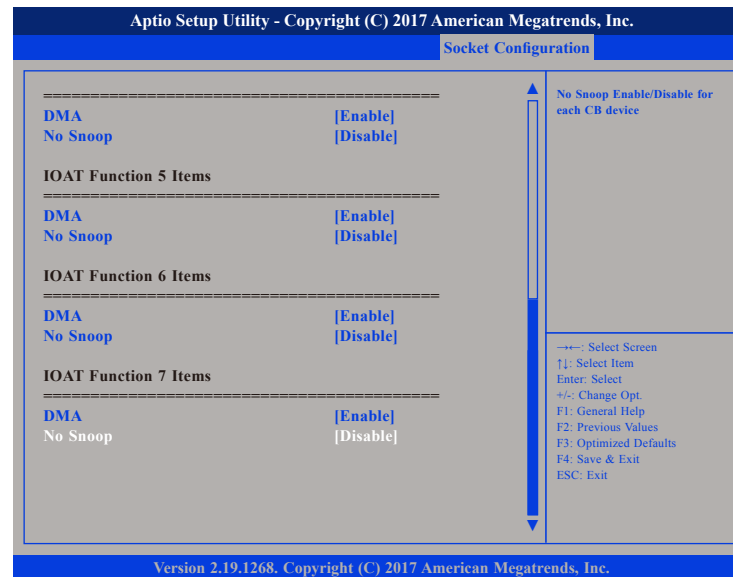 Aptio Setup Utility - Copyright (C) 2017 American Megatrends, Inc.
Socket Configuration
==========================================
DMA [Enable]
No Snoop [Disable]
IOAT Function 5 Items
==========================================
DMA [Enable]
No Snoop [Disable]
IOAT Function 6 Items
==========================================
DMA [Enable]
No Snoop [Disable]
IOAT Function 7 Items
==========================================
DMA [Enable]
No Snoop [Disable]
No Snoop Enable/Disable for
each CB device
→←: Select Screen
↑↓: Select Item
Enter: Select
+/-: Change Opt.
F1: General Help
F2: Previous Values
F3: Optimized Defaults
F4: Save & Exit
ESC: Exit
Version 2.19.1268. Copyright (C) 2017 American Megatrends, Inc.